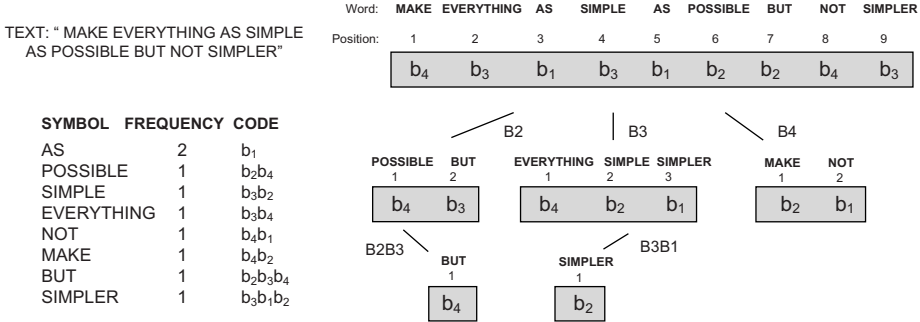 TEXT: “ MAKE EVERYTHING AS SIMPLE
AS POSSIBLE BUT NOT SIMPLER”
SYMBOL FREQUENCY CODE
AS 2 b1
POSSIBLE 1 b2b4
SIMPLE 1 b3b2
EVERYTHING 1 b3b4
NOT 1 b4b1
MAKE 1 b4b2
BUT 1 b2b3b4
SIMPLER 1 b3b1b2
Word: MAKE EVERYTHING AS SIMPLE AS POSSIBLE BUT NOT SIMPLER
Position: 1 2 3 4 5 6 7 8 9
b4 b3 b1 b3 b1 b2 b2 b4 b3
B2 B3 B4
POSSIBLE BUT
1 2
b4 b3
EVERYTHING SIMPLE SIMPLER
1 2 3
b4 b2 b1
MAKE NOT
1 2
b2 b1
B2B3 B3B1
BUT
1
b4
SIMPLER
1
b2